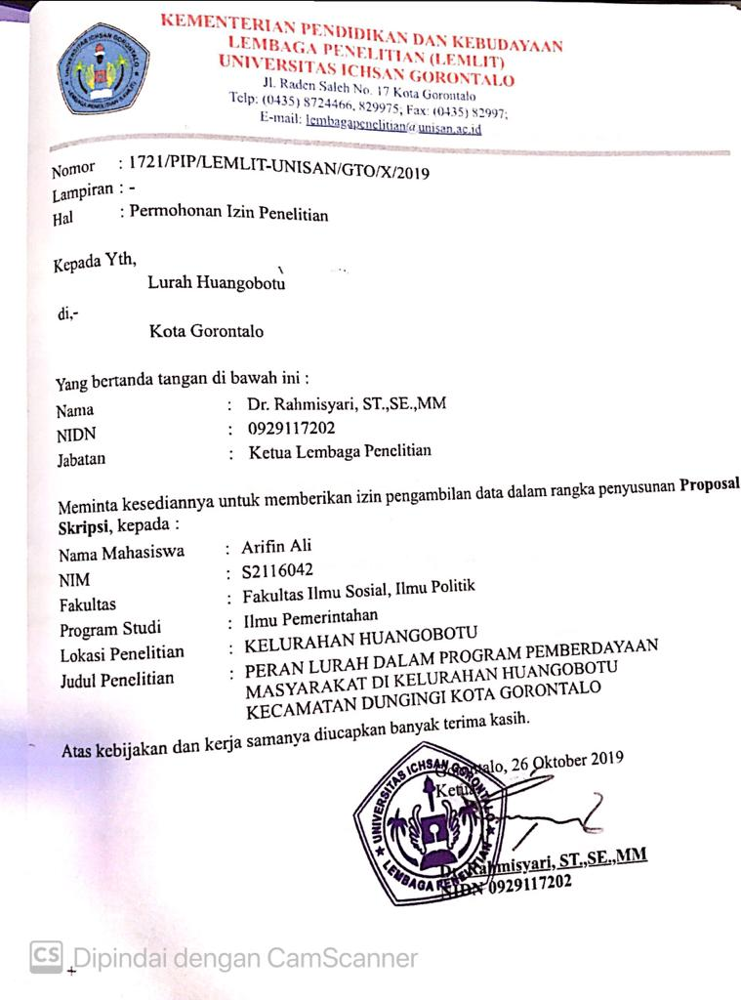 KEMENTERIAN PENDIDIKAN DAN KEBUDAYAAN
LEMBAGA PENELITIAN (LEMLIT)
UNIVERSITAS ICHSAN GORONTALO
Jl. Raden Saleh No. 17 Kota Gorontalo
Telp: (0435) 8724466, 829975; Fax: (0435) 82997;
E-mail: lembagapenelitian@unisan.ac.id
Nomor : 1721/PIP/LEMLIT-UNISAN/GTO/X/2019
Lampiran : -
Hal : Permohonan Izin Penelitian
Kepada Yth,
Lurah Huangobotu
di,-
Kota Gorontalo
Yang bertanda tangan di bawah ini :
Nama : Dr. Rahmisyari, ST.,SE.,MM
NIDN : 0929117202
Jabatan : Ketua Lembaga Penelitian
Meminta kesediannya untuk memberikan izin pengambilan data dalam rangka penyusunan Proposal
Skripsi, kepada :
Nama Mahasiswa : Arifin Ali
NIM : S2116042
Fakultas : Fakultas Ilmu Sosial, Ilmu Politik
Program Studi : Ilmu Pemerintahan
Lokasi Penelitian : KELURAHAN HUANGOBOTU
Judul Penelitian : PERAN LURAH DALAM PROGRAM PEMBERDAYAAN
MASYARAKAT DI KELURAHAN HUANGOBOTU
KECAMATAN DUNGINGI KOTA GORONTALO
Atas kebijakan dan kerja samanya diucapkan banyak terima kasih.
Gorontalo, 26 Oktober 2019
Ketua
Dr. Rahmisyari, ST.,SE.,MM
NIDN 0929117202
UNIVERSITAS ICHSAN GORONTALO
LEMBAGA PENELITIAN
CS Dipindai dengan CamScanner